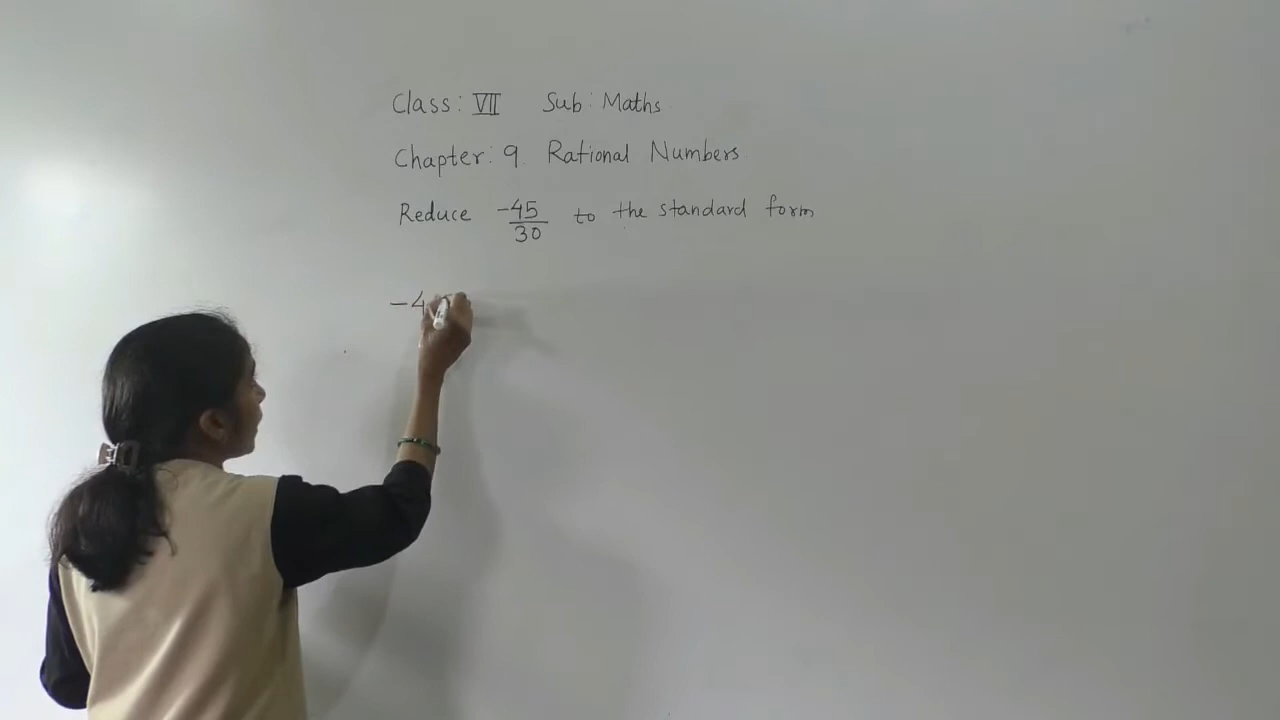 Class: VII Sub: Maths
Chapter: 9 Rational Numbers
Reduce -45/30 to the standard form
-4